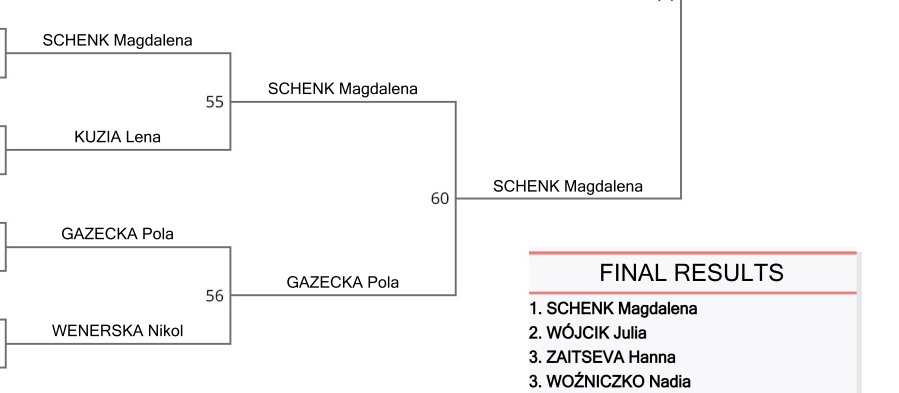 SCHENK Magdalena
55
SCHENK Magdalena
KUZIA Lena
60
SCHENK Magdalena
GAZECKA Pola
56
GAZECKA Pola
WENERSKA Nikol
FINAL RESULTS
1. SCHENK Magdalena
2. WÓJCIK Julia
3. ZAITSEVA Hanna
3. WOŹNICZKO Nadia